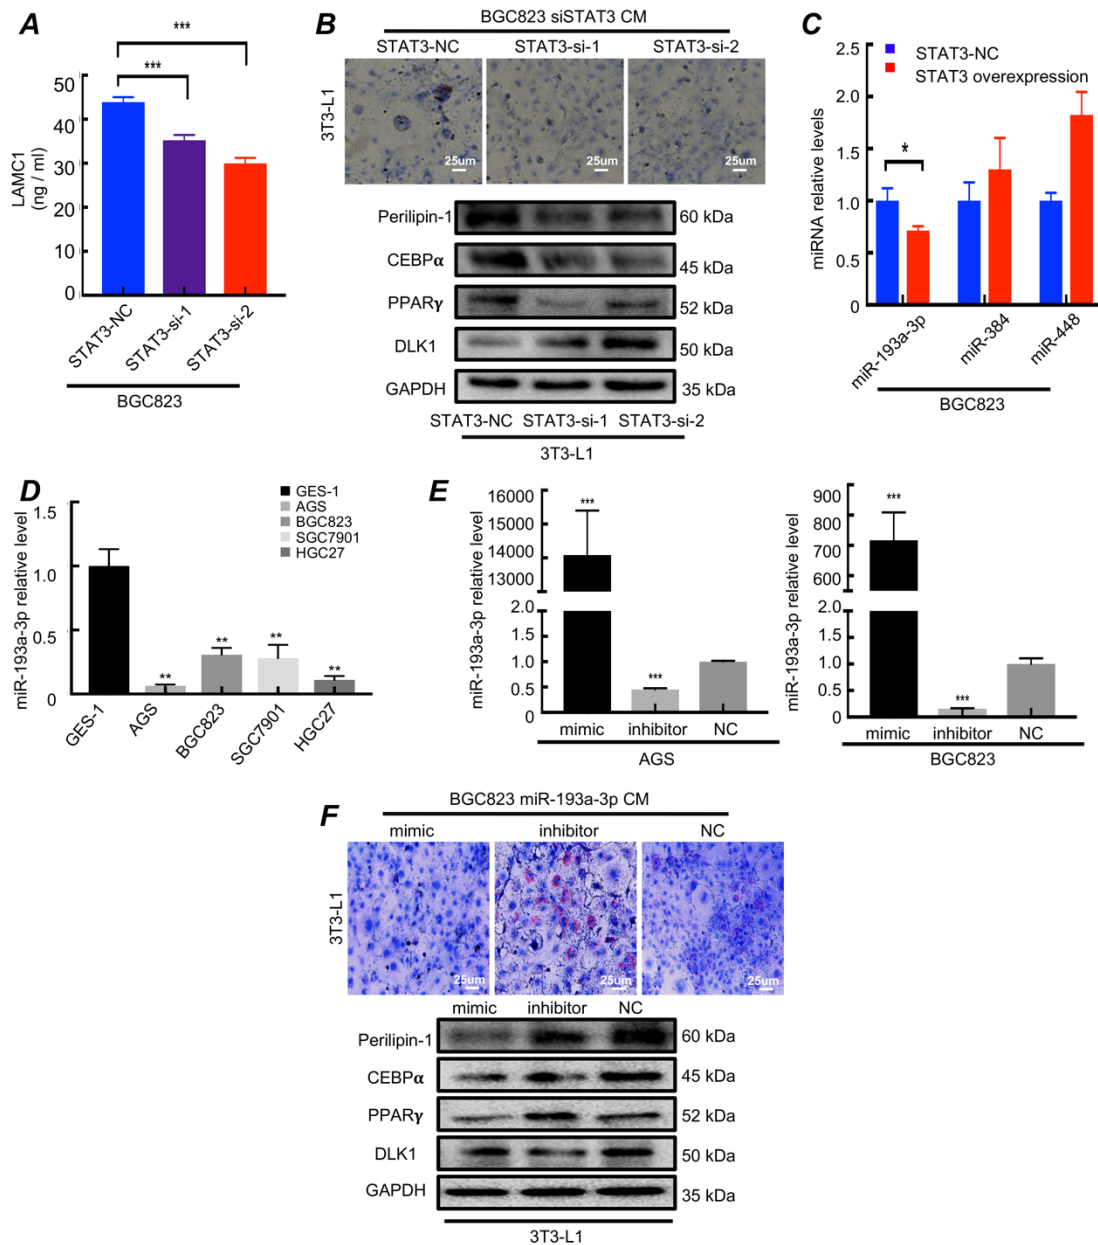 A
***
***
LAMC1
(ng / ml)
50
40
30
20
10
0
STAT3-NC
STAT3-si-1
STAT3-si-2
BGC823
B
BGC823 siSTAT3 CM
STAT3-NC STAT3-si-1 STAT3-si-2
3T3-L1
25um 25um 25um
Perilipin-1 60 kDa
CEBPα 45 kDa
PPARγ 52 kDa
DLK1 50 kDa
GAPDH 35 kDa
STAT3-NC STAT3-si-1 STAT3-si-2
3T3-L1
C
STAT3-NC
STAT3 overexpression
miRNA relative levels
2.5
2.0
1.5
1.0
0.5
0.0
*
miR-193a-3p
miR-384
miR-448
BGC823
D
GES-1
AGS
BGC823
SGC7901
HGC27
miR-193a-3p relative level
1.5
1.0
0.5
0
** ** ** **
GES-1
AGS
BGC823
SGC7901
HGC27
E
miR-193a-3p relative level
16000
15000
14000
13000
2.0
1.5
1.0
0.5
0
***
***
mimic inhibitor NC
AGS
miR-193a-3p relative level
900
800
700
600
2.0
1.5
1.0
0.5
0
***
***
mimic inhibitor NC
BGC823
F
BGC823 miR-193a-3p CM
mimic inhibitor NC
3T3-L1
25um 25um 25um
mimic inhibitor NC
Perilipin-1 60 kDa
CEBPα 45 kDa
PPARγ 52 kDa
DLK1 50 kDa
GAPDH 35 kDa
3T3-L1